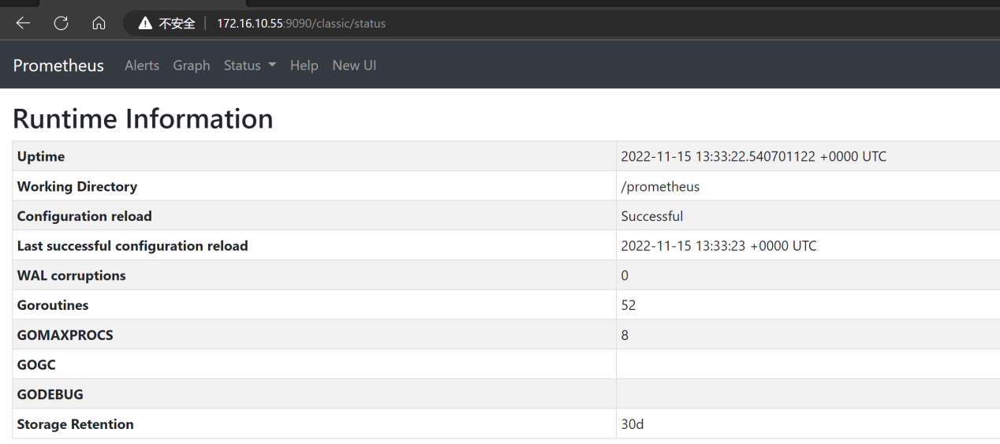 不安全 172.16.10.55:9090/classic/status
Prometheus Alerts Graph Status Help New UI
Runtime Information
Uptime 2022-11-15 13:33:22.540701122 +0000 UTC
Working Directory /prometheus
Configuration reload Successful
Last successful configuration reload 2022-11-15 13:33:23 +0000 UTC
WAL corruptions 0
Goroutines 52
GOMAXPROCS 8
GOGC
GODEBUG
Storage Retention 30d